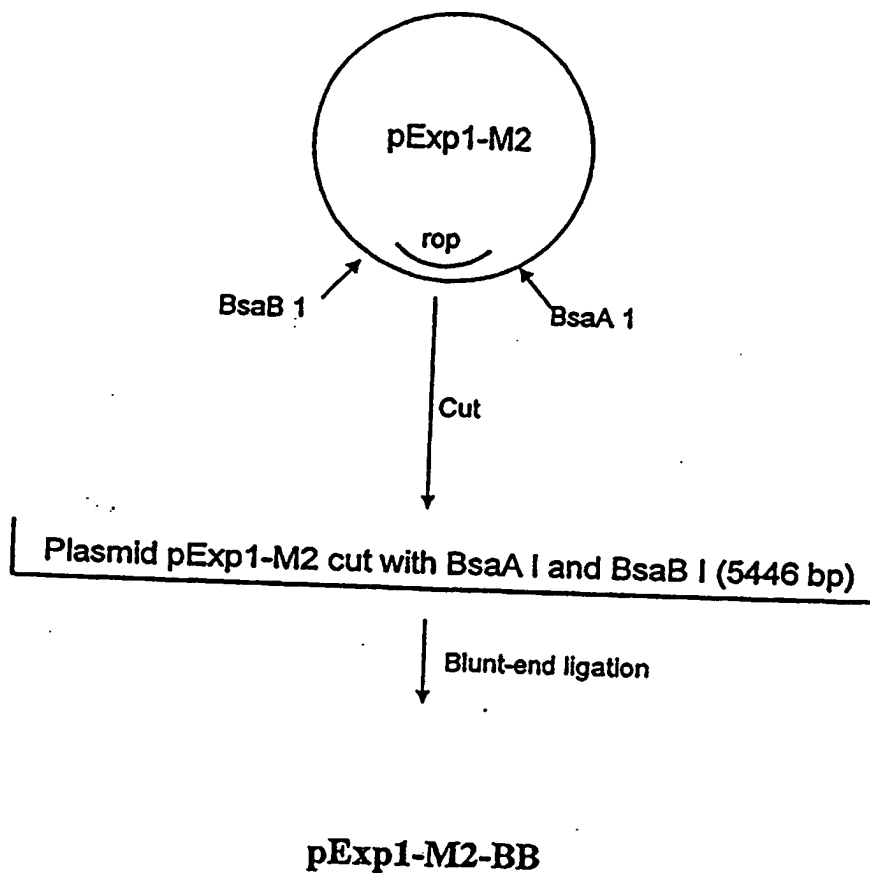 pExp1-M2
rop
BsaB 1
BsaA 1
Cut
Plasmid pExp1-M2 cut with BsaA I and BsaB I (5446 bp)
Blunt-end ligation
pExp1-M2-BB